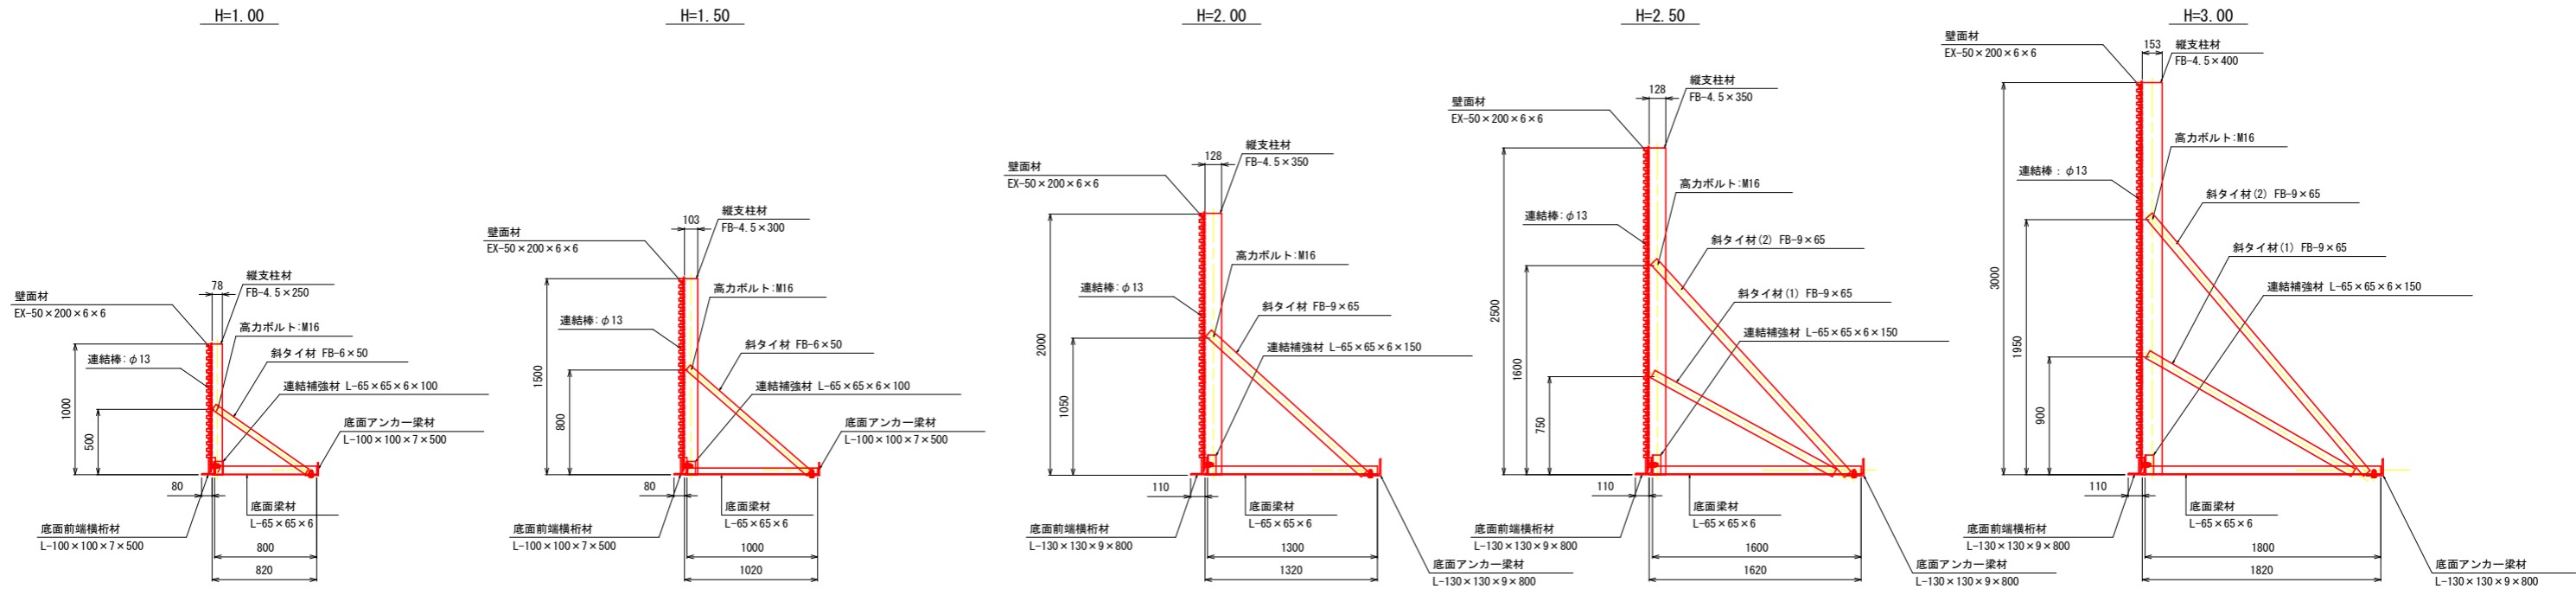 H=1.00
78
縦支柱材
FB-4.5×250
壁面材
EX-50×200×6×6
高力ボルト:M16
連結棒:φ13
斜タイ材 FB-6×50
連結補強材 L-65×65×6×100
1000
500
底面アンカー梁材
L-100×100×7×500
80
底面梁材
L-65×65×6
底面前端横桁材
L-100×100×7×500
800
820
H=1.50
103
縦支柱材
FB-4.5×300
壁面材
EX-50×200×6×6
高力ボルト:M16
連結棒:φ13
斜タイ材 FB-6×50
連結補強材 L-65×65×6×100
1500
800
底面アンカー梁材
L-100×100×7×500
80
底面梁材
L-65×65×6
底面前端横桁材
L-100×100×7×500
1000
1020
H=2.00
128
縦支柱材
FB-4.5×350
壁面材
EX-50×200×6×6
高力ボルト:M16
連結棒:φ13
斜タイ材 FB-9×65
連結補強材 L-65×65×6×150
2000
1050
110
底面梁材
L-65×65×6
底面前端横桁材
L-130×130×9×800
1300
1320
底面アンカー梁材
L-130×130×9×800
H=2.50
128
縦支柱材
FB-4.5×350
壁面材
EX-50×200×6×6
高力ボルト:M16
連結棒:φ13
斜タイ材(2) FB-9×65
斜タイ材(1) FB-9×65
連結補強材 L-65×65×6×150
2500
1600
750
110
底面梁材
L-65×65×6
底面前端横桁材
L-130×130×9×800
1600
1620
底面アンカー梁材
L-130×130×9×800
H=3.00
153
縦支柱材
FB-4.5×400
壁面材
EX-50×200×6×6
高力ボルト:M16
連結棒：φ13
斜タイ材(2) FB-9×65
斜タイ材(1) FB-9×65
連結補強材 L-65×65×6×150
3000
1950
900
110
底面梁材
L-65×65×6
底面前端横桁材
L-130×130×9×800
1800
1820
底面アンカー梁材
L-130×130×9×800